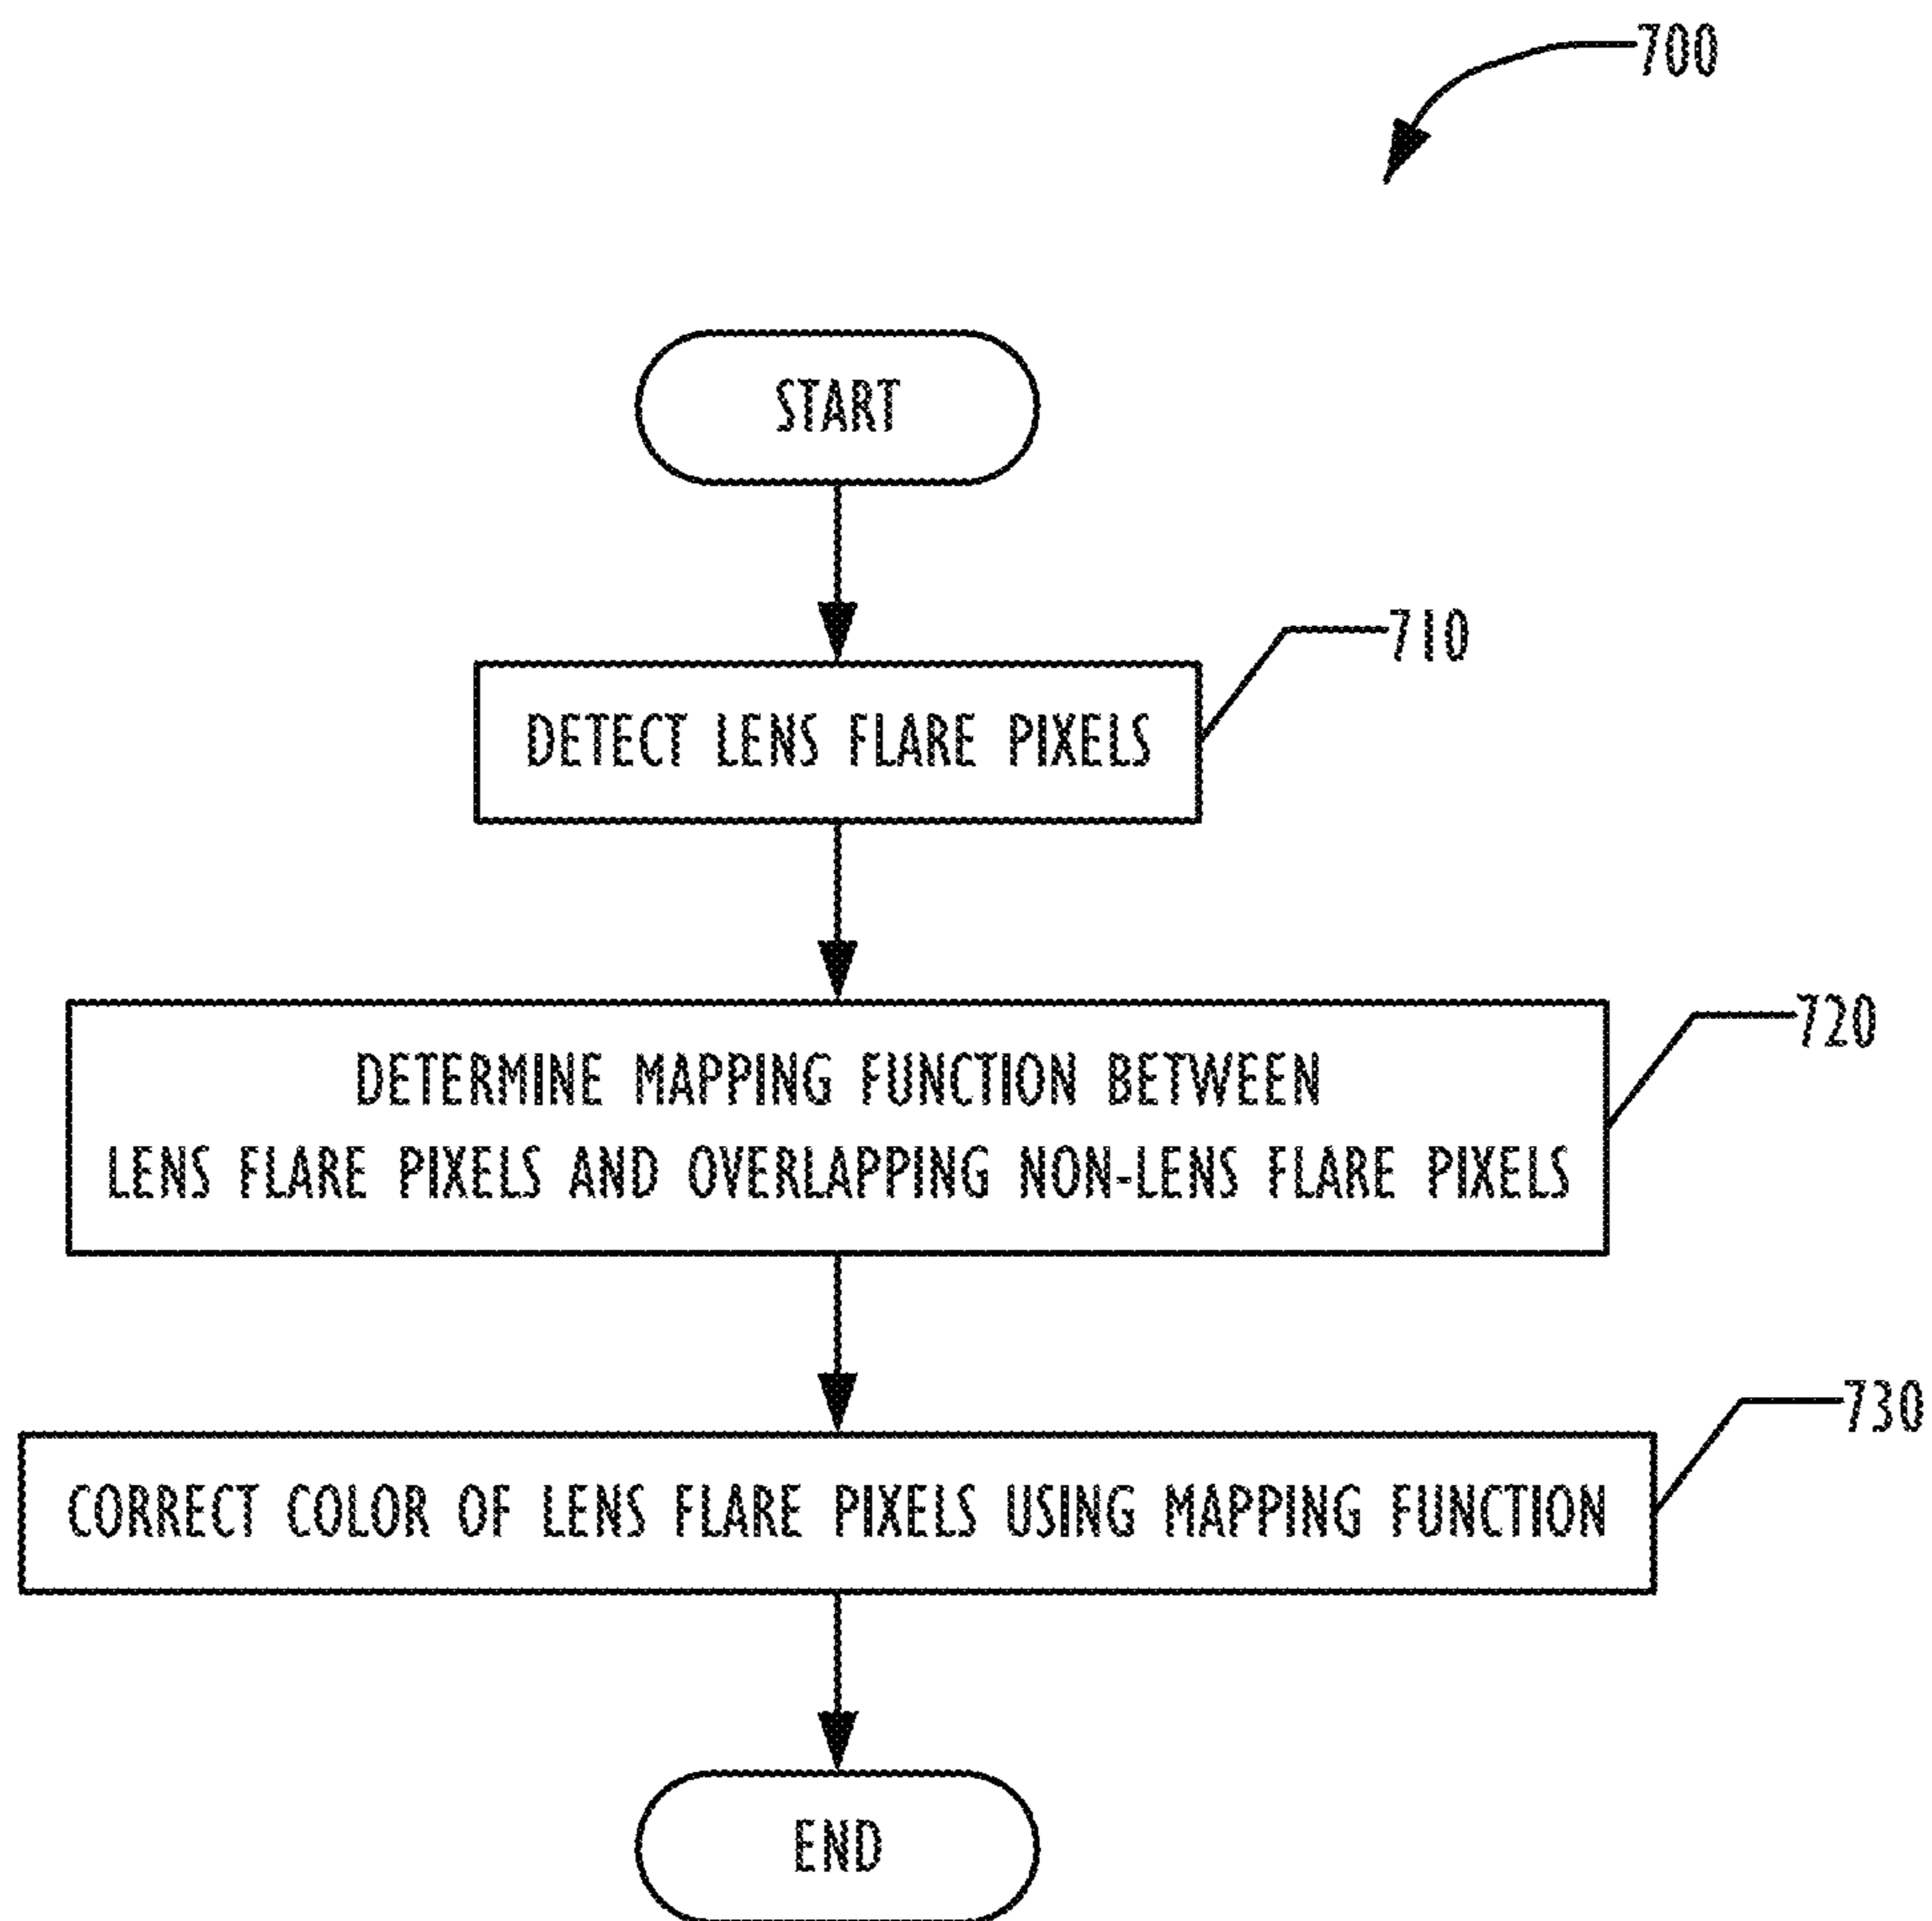 700
START
710
DETECT LENS FLARE PIXELS
720
DETERMINE MAPPING FUNCTION BETWEEN
LENS FLARE PIXELS AND OVERLAPPING NON-LENS FLARE PIXELS
730
CORRECT COLOR OF LENS FLARE PIXELS USING MAPPING FUNCTION
END